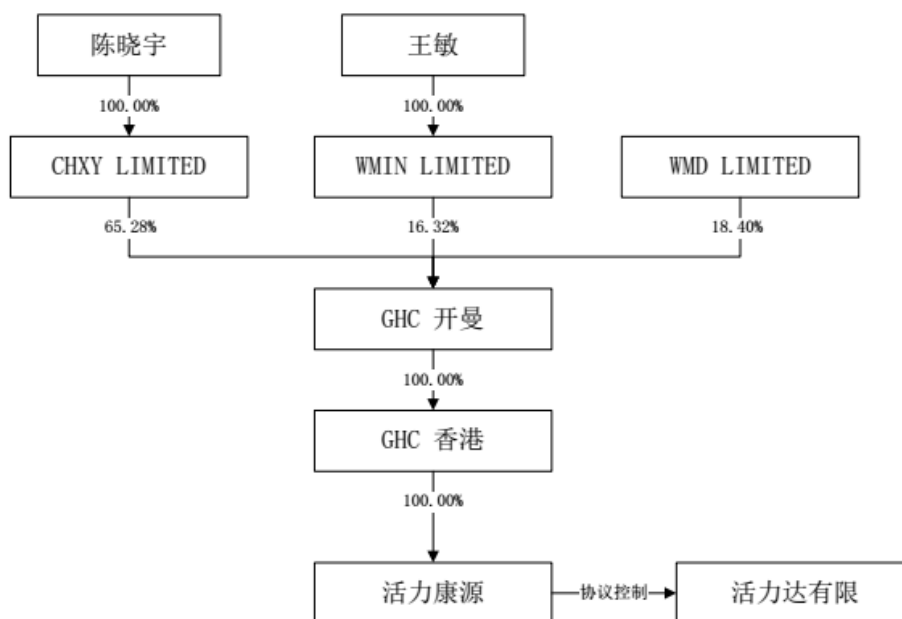 陈晓宇
王敏
100.00%
100.00%
CHXY LIMITED
WMIN LIMITED
WMD LIMITED
65.28%
16.32%
18.40%
GHC 开曼
100.00%
GHC 香港
100.00%
活力康源
协议控制
活力达有限